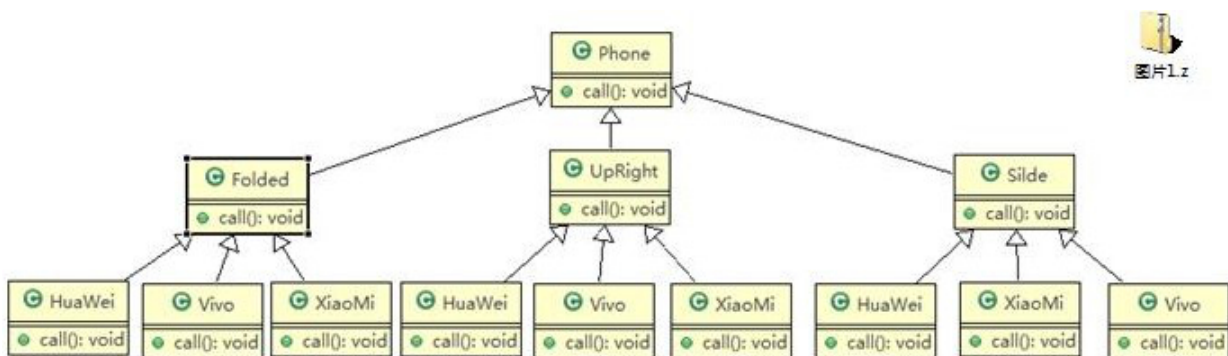 Phone
call(): void
图片1.z
Folded
call(): void
UpRight
call(): void
Silde
call(): void
HuaWei
call(): void
Vivo
call(): void
XiaoMi
call(): void
HuaWei
call(): void
Vivo
call(): void
XiaoMi
call(): void
HuaWei
call(): void
XiaoMi
call(): void
Vivo
call(): void